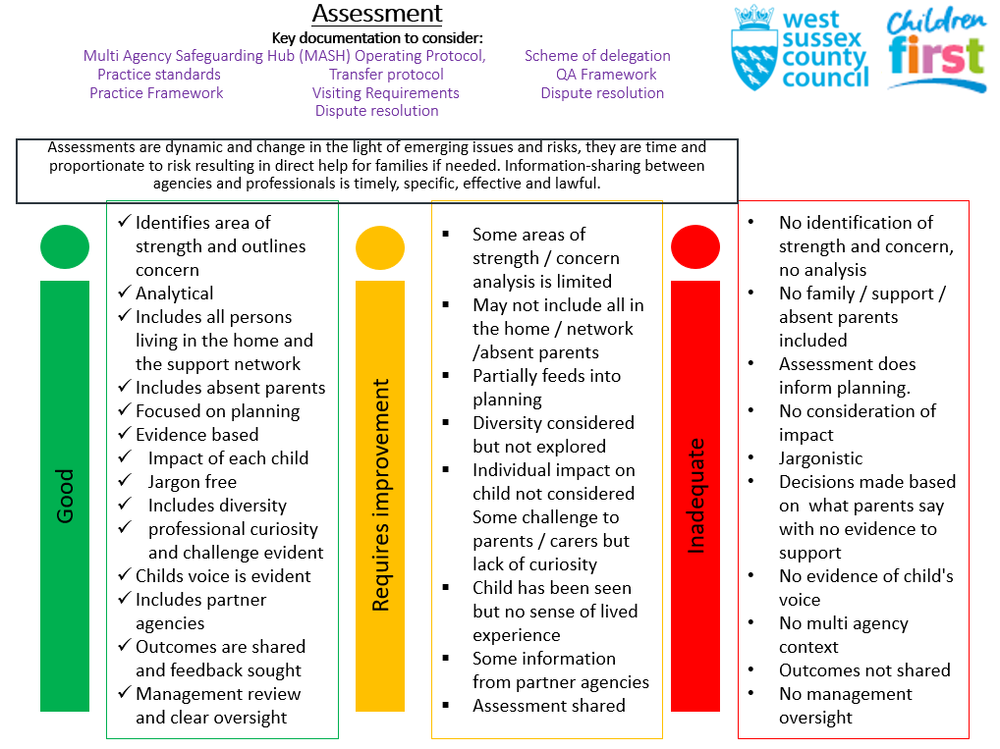 Assessment
Key documentation to consider:
Multi Agency Safeguarding Hub (MASH) Operating Protocol,
Scheme of delegation
Practice standards
Transfer protocol
QA Framework
Practice Framework
Visiting Requirements
Dispute resolution
Dispute resolution
west
sussex
county
council
Children
first
Assessments are dynamic and change in the light of emerging issues and risks, they are time and
proportionate to risk resulting in direct help for families if needed. Information-sharing between
agencies and professionals is timely, specific, effective and lawful.
Good
✓ Identifies area of
strength and outlines
concern
✓ Analytical
✓ Includes all persons
living in the home and
the support network
✓ Includes absent parents
✓ Focused on planning
✓ Evidence based
✓ Impact of each child
✓ Jargon free
✓ Includes diversity
✓ professional curiosity
and challenge evident
✓ Childs voice is evident
✓ Includes partner
agencies
✓ Outcomes are shared
and feedback sought
✓ Management review
and clear oversight
Requires improvement
▪ Some areas of
strength / concern
analysis is limited
▪ May not include all in
the home / network
/absent parents
▪ Partially feeds into
planning
▪ Diversity considered
but not explored
▪ Individual impact on
child not considered
Some challenge to
parents / carers but
lack of curiosity
▪ Child has been seen
but no sense of lived
experience
▪ Some information
from partner agencies
▪ Assessment shared
Inadequate
• No identification of
strength and concern,
no analysis
• No family / support /
absent parents
included
• Assessment does
inform planning.
• No consideration of
impact
• Jargonistic
• Decisions made based
on what parents say
with no evidence to
support
• No evidence of child's
voice
• No multi agency
context
• Outcomes not shared
• No management
oversight